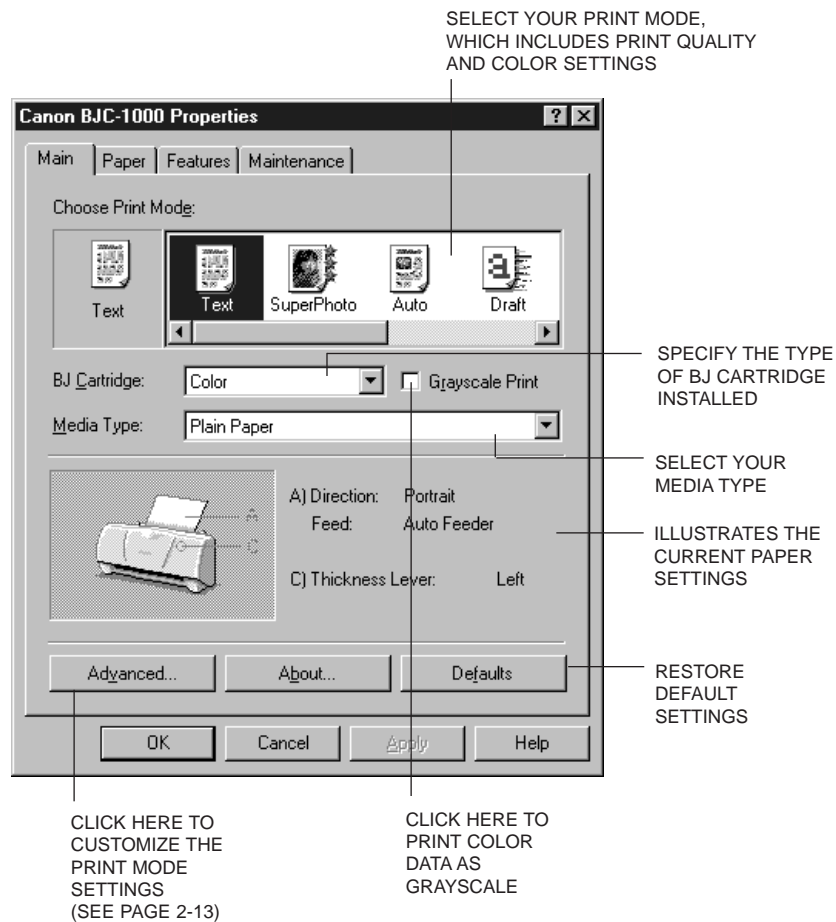 SELECT YOUR PRINT MODE,
WHICH INCLUDES PRINT QUALITY
AND COLOR SETTINGS
Canon BJC-1000 Properties
Main Paper Features Maintenance
Choose Print Mode:
Text
Text SuperPhoto Auto Draft
BJ Cartridge: Color Grayscale Print
Media Type: Plain Paper
SPECIFY THE TYPE
OF BJ CARTRIDGE
INSTALLED
SELECT YOUR
MEDIA TYPE
A
C
A) Direction: Portrait
Feed: Auto Feeder
C) Thickness Lever: Left
ILLUSTRATES THE
CURRENT PAPER
SETTINGS
Advanced... About... Defaults
RESTORE
DEFAULT
SETTINGS
OK Cancel Apply Help
CLICK HERE TO
CUSTOMIZE THE
PRINT MODE
SETTINGS
(SEE PAGE 2-13)
CLICK HERE TO
PRINT COLOR
DATA AS
GRAYSCALE